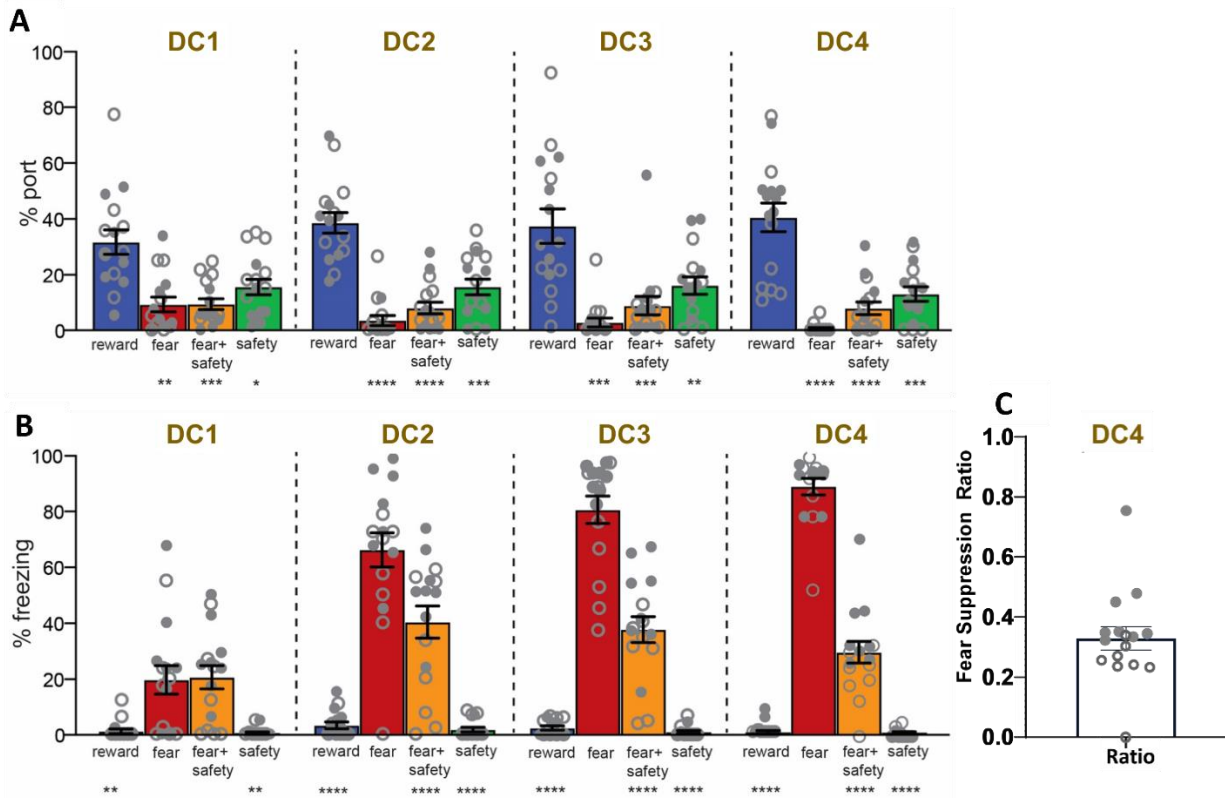 A
DC1 DC2 DC3 DC4
% port
100
80
60
40
20
0
reward fear fear+ safety reward fear fear+ safety reward fear fear+ safety reward fear fear+ safety
safety safety safety safety
** *** * **** **** *** *** *** ** **** **** ***
B
DC1 DC2 DC3 DC4
% freezing
100
80
60
40
20
0
reward fear fear+ safety reward fear fear+ safety reward fear fear+ safety reward fear fear+ safety
safety safety safety safety
** ** **** **** **** **** **** **** **** **** ****
C
DC4
Fear Suppression Ratio
1.0
0.8
0.6
0.4
0.2
0.0
Ratio